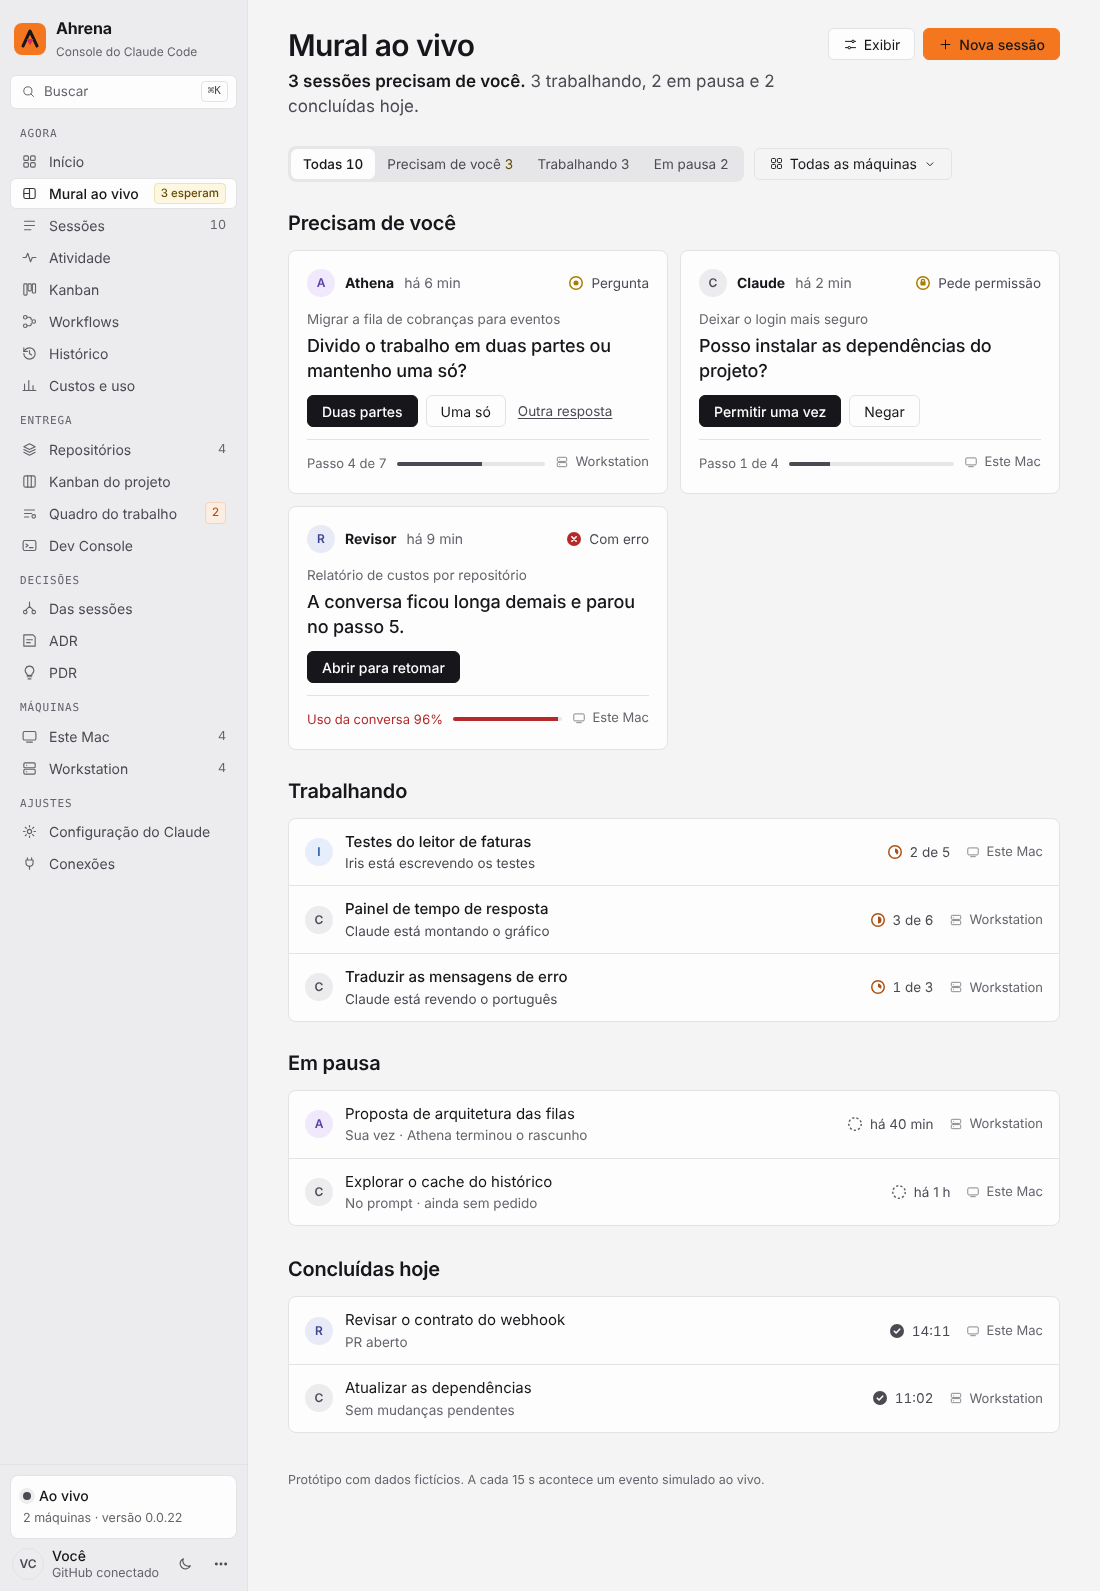 Ahrena
Console do Claude Code
Buscar ⌘K
AGORA
Início
Mural ao vivo 3 esperam
Sessões 10
Atividade
Kanban
Workflows
Histórico
Custos e uso
ENTREGA
Repositórios 4
Kanban do projeto
Quadro do trabalho 2
Dev Console
DECISÕES
Das sessões
ADR
PDR
MÁQUINAS
Este Mac 4
Workstation 4
AJUSTES
Configuração do Claude
Conexões
Ao vivo
2 máquinas · versão 0.0.22
VC
Você
GitHub conectado
Mural ao vivo
Exibir
Nova sessão
3 sessões precisam de você. 3 trabalhando, 2 em pausa e 2
concluídas hoje.
Todas 10 Precisam de você 3 Trabalhando 3 Em pausa 2
Todas as máquinas
Precisam de você
A Athena há 6 min Pergunta
Migrar a fila de cobranças para eventos
Divido o trabalho em duas partes ou
mantenho uma só?
Duas partes Uma só Outra resposta
Passo 4 de 7 Workstation
C Claude há 2 min Pede permissão
Deixar o login mais seguro
Posso instalar as dependências do
projeto?
Permitir uma vez Negar
Passo 1 de 4 Este Mac
R Revisor há 9 min Com erro
Relatório de custos por repositório
A conversa ficou longa demais e parou
no passo 5.
Abrir para retomar
Uso da conversa 96% Este Mac
Trabalhando
I Testes do leitor de faturas
Iris está escrevendo os testes
2 de 5 Este Mac
C Painel de tempo de resposta
Claude está montando o gráfico
3 de 6 Workstation
C Traduzir as mensagens de erro
Claude está revendo o português
1 de 3 Workstation
Em pausa
A Proposta de arquitetura das filas
Sua vez · Athena terminou o rascunho
há 40 min Workstation
C Explorar o cache do histórico
No prompt · ainda sem pedido
há 1 h Este Mac
Concluídas hoje
R Revisar o contrato do webhook
PR aberto
14:11 Este Mac
C Atualizar as dependências
Sem mudanças pendentes
11:02 Workstation
Protótipo com dados fictícios. A cada 15 s acontece um evento simulado ao vivo.